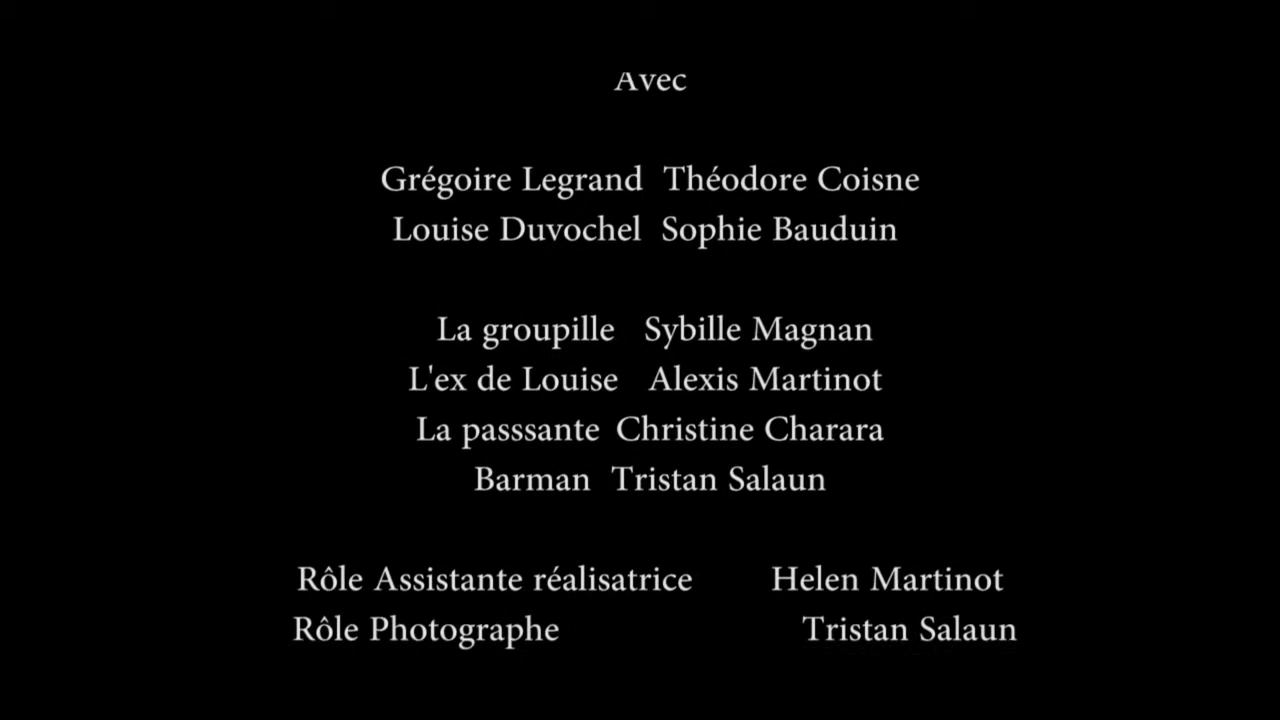 Avec
Grégoire Legrand Théodore Coisne
Louise Duvochel Sophie Bauduin
La groupille Sybille Magnan
L'ex de Louise Alexis Martinot
La passsante Christine Charara
Barman Tristan Salaun
Rôle Assistante réalisatrice Helen Martinot
Rôle Photographe Tristan Salaun